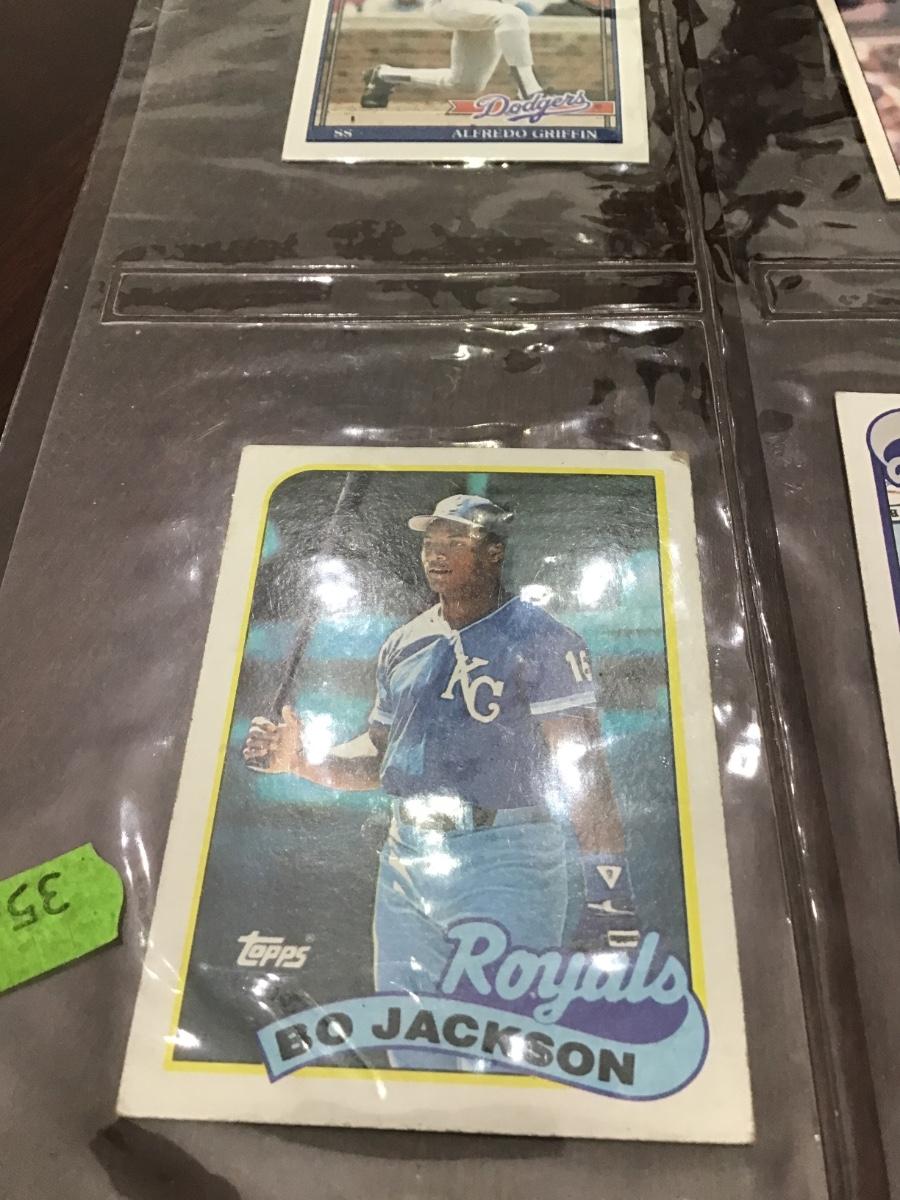 Dodgers
SS ALFREDO GRIFFIN
KC
16
35
topps
Royals
BO JACKSON